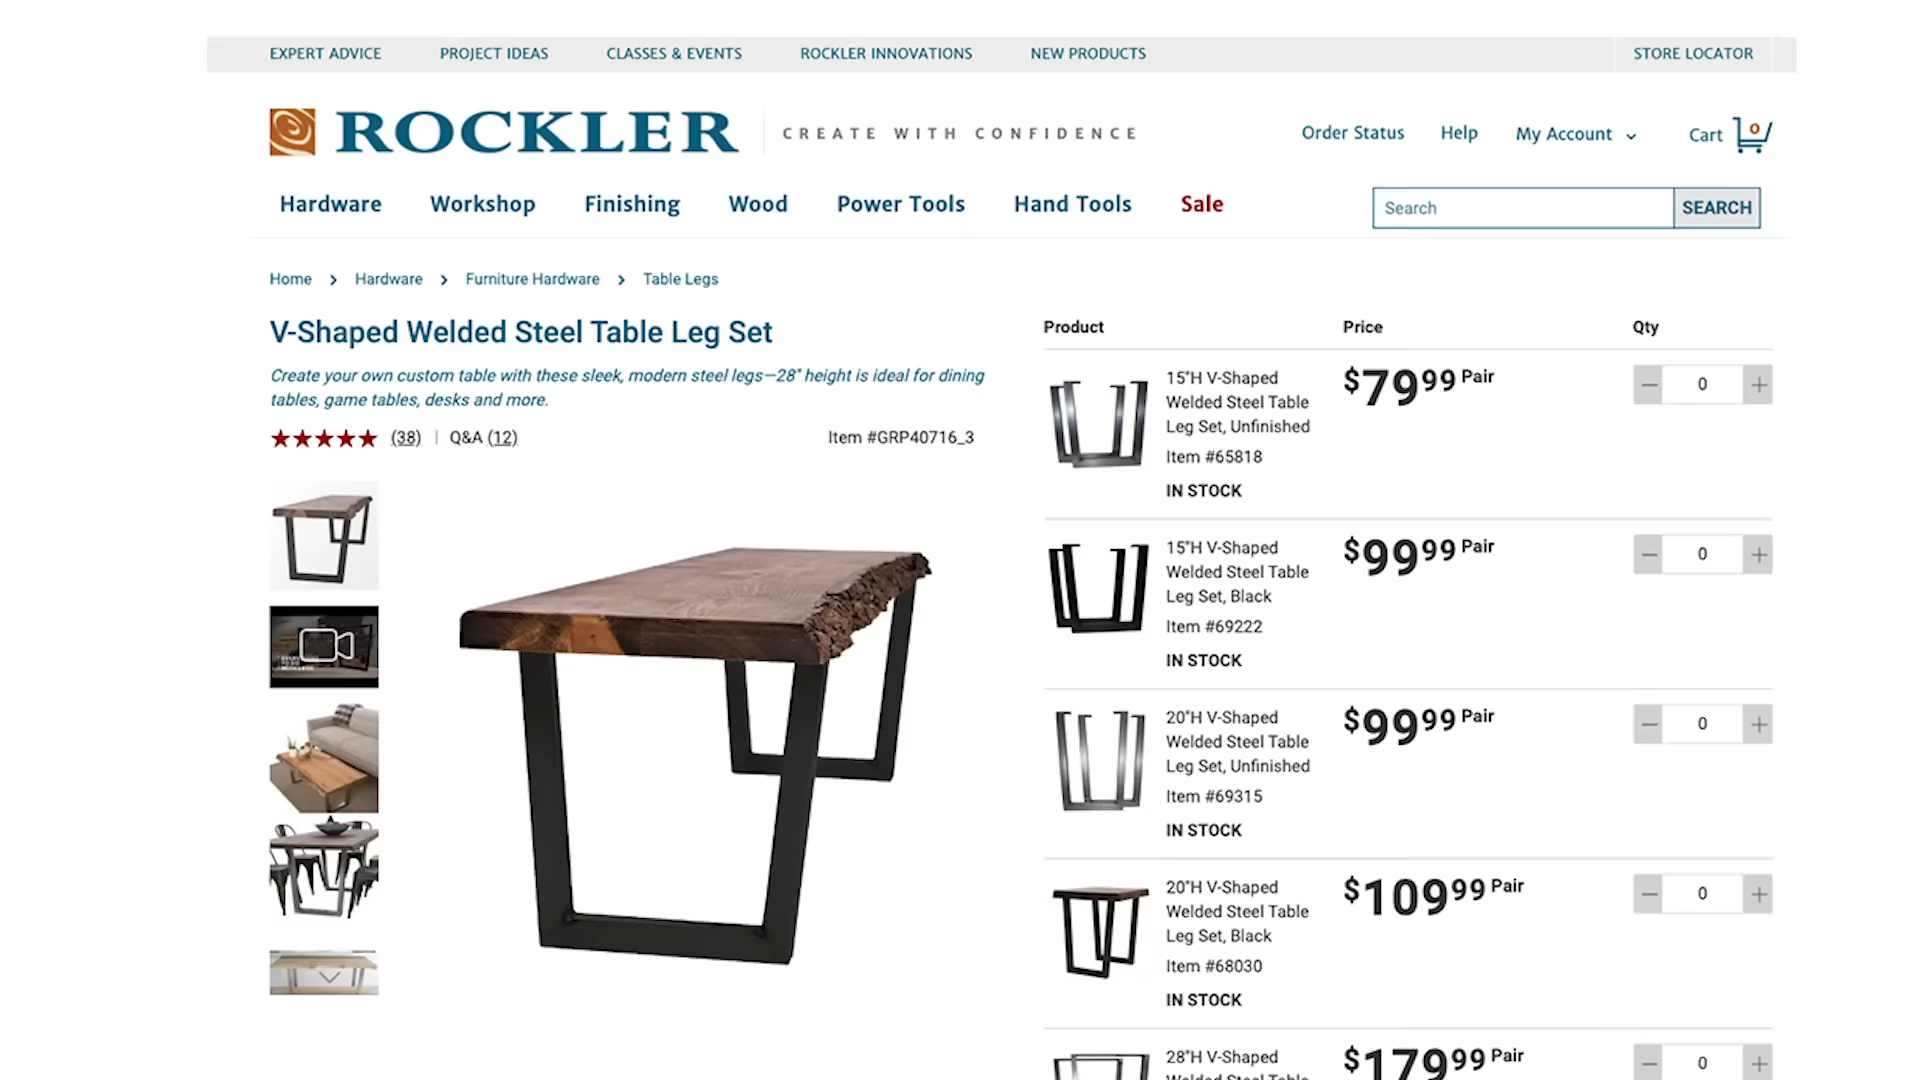 EXPERT ADVICE PROJECT IDEAS CLASSES & EVENTS ROCKLER INNOVATIONS NEW PRODUCTS STORE LOCATOR
ROCKLER CREATE WITH CONFIDENCE
Order Status Help My Account Cart 0
Hardware Workshop Finishing Wood Power Tools Hand Tools Sale
Search SEARCH
Home > Hardware > Furniture Hardware > Table Legs
V-Shaped Welded Steel Table Leg Set
Create your own custom table with these sleek, modern steel legs—28" height is ideal for dining
tables, game tables, desks and more.
★★★★★ (38) | Q&A (12) Item #GRP40716_3
Product Price Qty
15"H V-Shaped
Welded Steel Table
Leg Set, Unfinished
Item #65818
IN STOCK
$79.99 Pair
0
15"H V-Shaped
Welded Steel Table
Leg Set, Black
Item #69222
IN STOCK
$99.99 Pair
0
20"H V-Shaped
Welded Steel Table
Leg Set, Unfinished
Item #69315
IN STOCK
$99.99 Pair
0
20"H V-Shaped
Welded Steel Table
Leg Set, Black
Item #68030
IN STOCK
$109.99 Pair
0
28"H V-Shaped
Welded Steel Table
$179.99 Pair
0